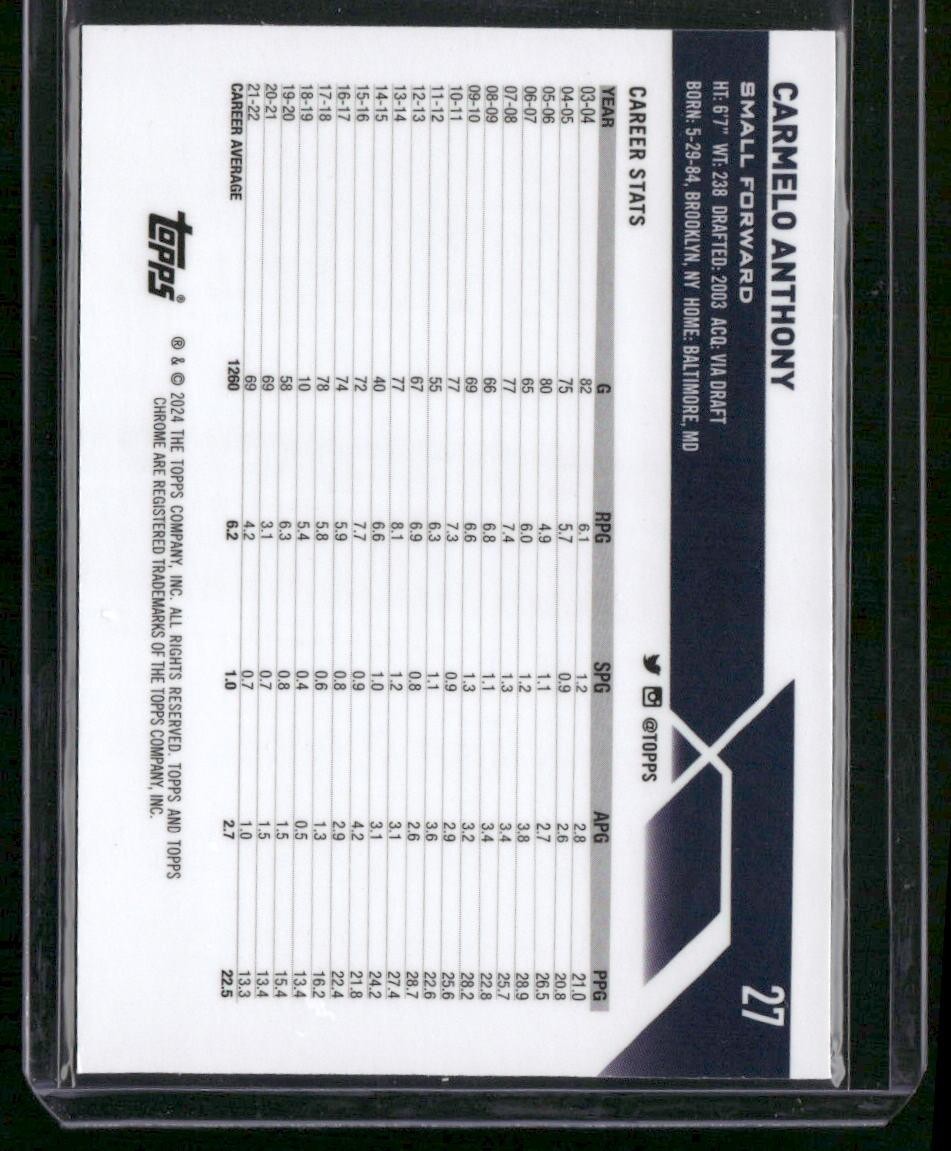 CARMELO ANTHONY
27
SMALL FORWARD
HT: 6'7" WT: 238 DRAFTED: 2003 ACQ: VIA DRAFT
BORN: 5-29-84, BROOKLYN, NY HOME: BALTIMORE, MD
CAREER STATS
@TOPPS
YEAR G RPG SPG APG PPG
03-04 82 6.1 1.2 2.8 21.0
04-05 75 5.7 0.9 2.6 20.8
05-06 80 4.9 1.1 2.7 26.5
06-07 65 6.0 1.2 3.8 28.9
07-08 77 7.4 1.3 3.4 25.7
08-09 66 6.8 1.1 3.4 22.8
09-10 69 6.6 1.3 3.2 28.2
10-11 77 7.3 0.9 2.9 25.6
11-12 55 6.3 1.1 3.6 22.6
12-13 67 6.9 0.8 2.6 28.7
13-14 77 8.1 1.2 3.1 27.4
14-15 40 6.6 1.0 3.1 24.2
15-16 72 7.7 0.9 4.2 21.8
16-17 74 5.9 0.8 2.9 22.4
17-18 78 5.8 0.6 1.3 16.2
18-19 10 5.4 0.4 0.5 13.4
19-20 58 6.3 0.8 1.5 15.4
20-21 69 3.1 0.7 1.5 13.4
21-22 69 4.2 0.7 1.0 13.3
CAREER AVERAGE 1260 6.2 1.0 2.7 22.5
topps® ® & © 2024 THE TOPPS COMPANY, INC. ALL RIGHTS RESERVED. TOPPS AND TOPPS
CHROME ARE REGISTERED TRADEMARKS OF THE TOPPS COMPANY, INC.